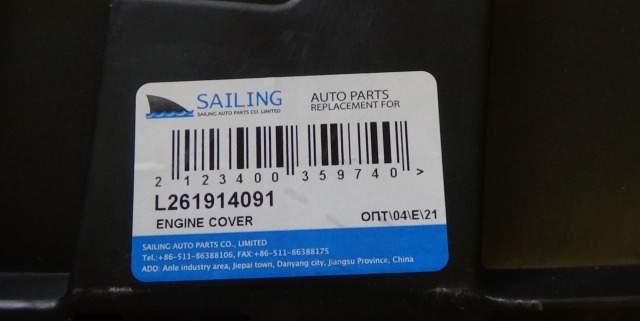 SAILING
SAILING AUTO PARTS CO. LIMITED
AUTO PARTS
REPLACEMENT FOR
2 123400 359740 >
L261914091
ENGINE COVER
ОПТ\04\E\21
SAILING AUTO PARTS CO., LIMITED
Tel.:+86-511-86388106, FAX:+86-511-86388175
ADD: Anle industry area, Jiepai town, Danyang city, Jiangsu Province, China